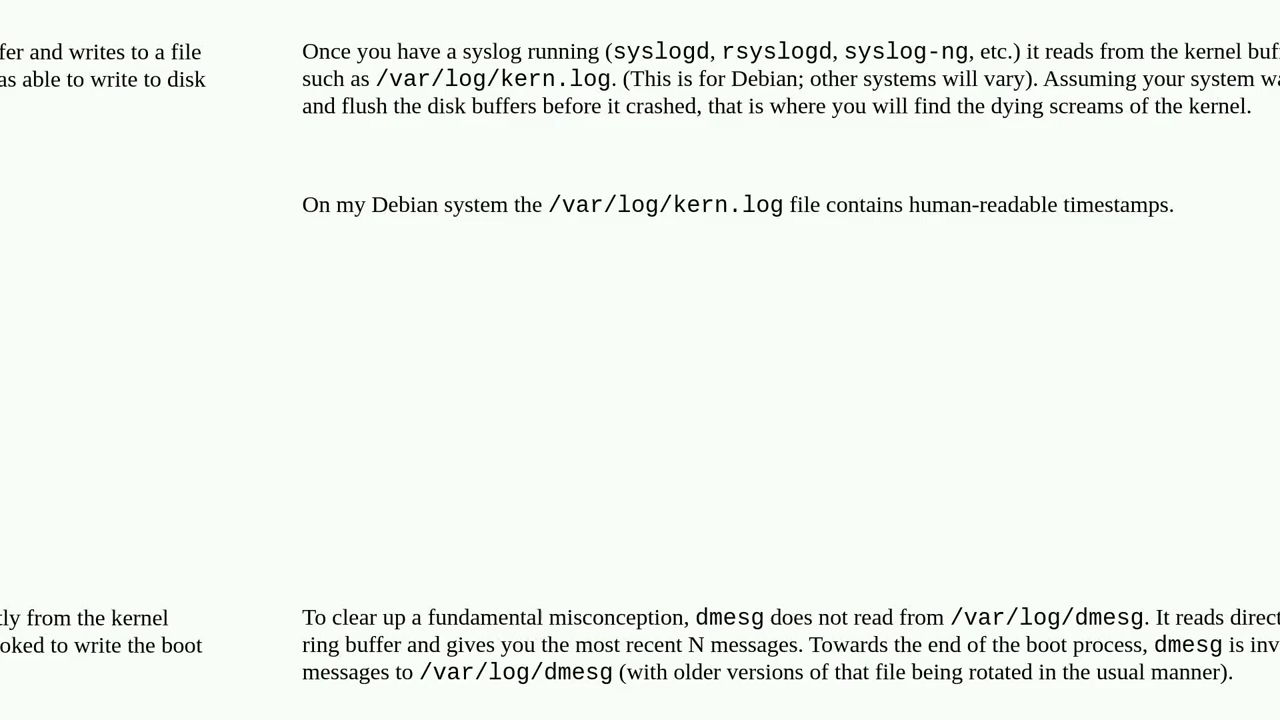 fer and writes to a file
as able to write to disk
Once you have a syslog running (syslogd, rsyslogd, syslog-ng, etc.) it reads from the kernel buf
such as /var/log/kern.log. (This is for Debian; other systems will vary). Assuming your system wa
and flush the disk buffers before it crashed, that is where you will find the dying screams of the kernel.
On my Debian system the /var/log/kern.log file contains human-readable timestamps.
tly from the kernel
oked to write the boot
To clear up a fundamental misconception, dmesg does not read from /var/log/dmesg. It reads direct
ring buffer and gives you the most recent N messages. Towards the end of the boot process, dmesg is inv
messages to /var/log/dmesg (with older versions of that file being rotated in the usual manner).